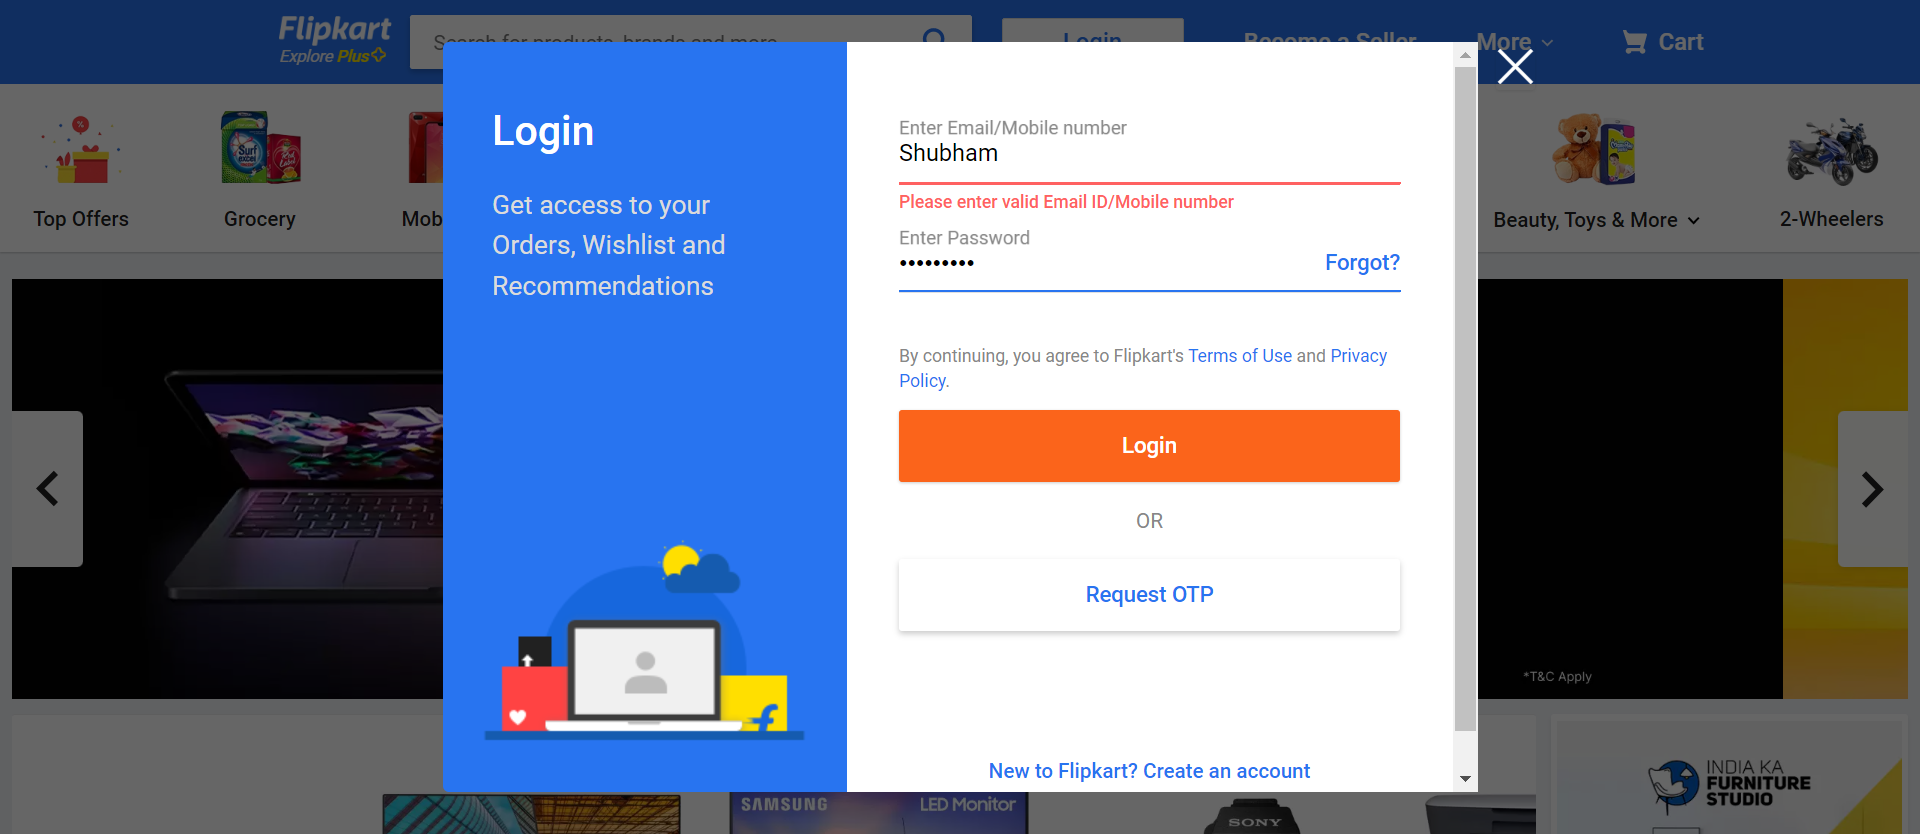 Flipkart
Explore Plus
Search for products, brands and more
Login
Become a Seller
More
Cart
Top Offers
Grocery
Mob
Beauty, Toys & More
2-Wheelers
Surf
excel
Login
Get access to your
Orders, Wishlist and
Recommendations
Enter Email/Mobile number
Shubham
Please enter valid Email ID/Mobile number
Enter Password
Forgot?
By continuing, you agree to Flipkart's Terms of Use and Privacy
Policy.
Login
OR
Request OTP
New to Flipkart? Create an account
*T&C Apply
SAMSUNG
LED Monitor
SONY
INDIA KA
FURNITURE
STUDIO